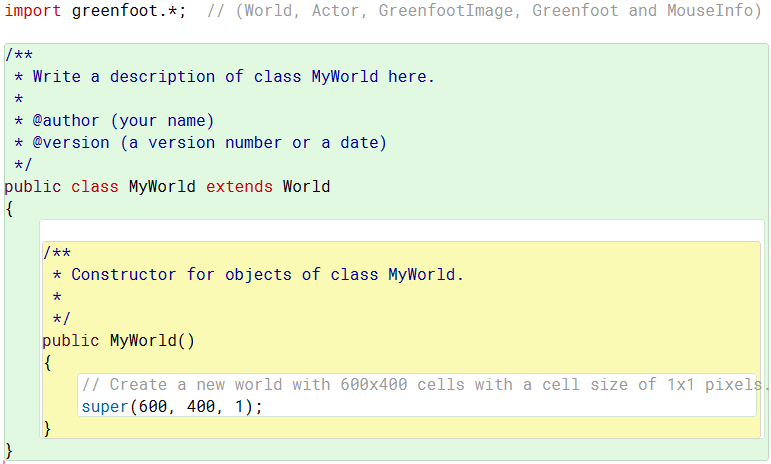 import greenfoot.*;  // (World, Actor, GreenfootImage, Greenfoot and MouseInfo)
/**
 * Write a description of class MyWorld here.
 *
 * @author (your name)
 * @version (a version number or a date)
 */
public class MyWorld extends World
{
    /**
     * Constructor for objects of class MyWorld.
     *
     */
    public MyWorld()
    {
        // Create a new world with 600x400 cells with a cell size of 1x1 pixels.
        super(600, 400, 1);
    }
}